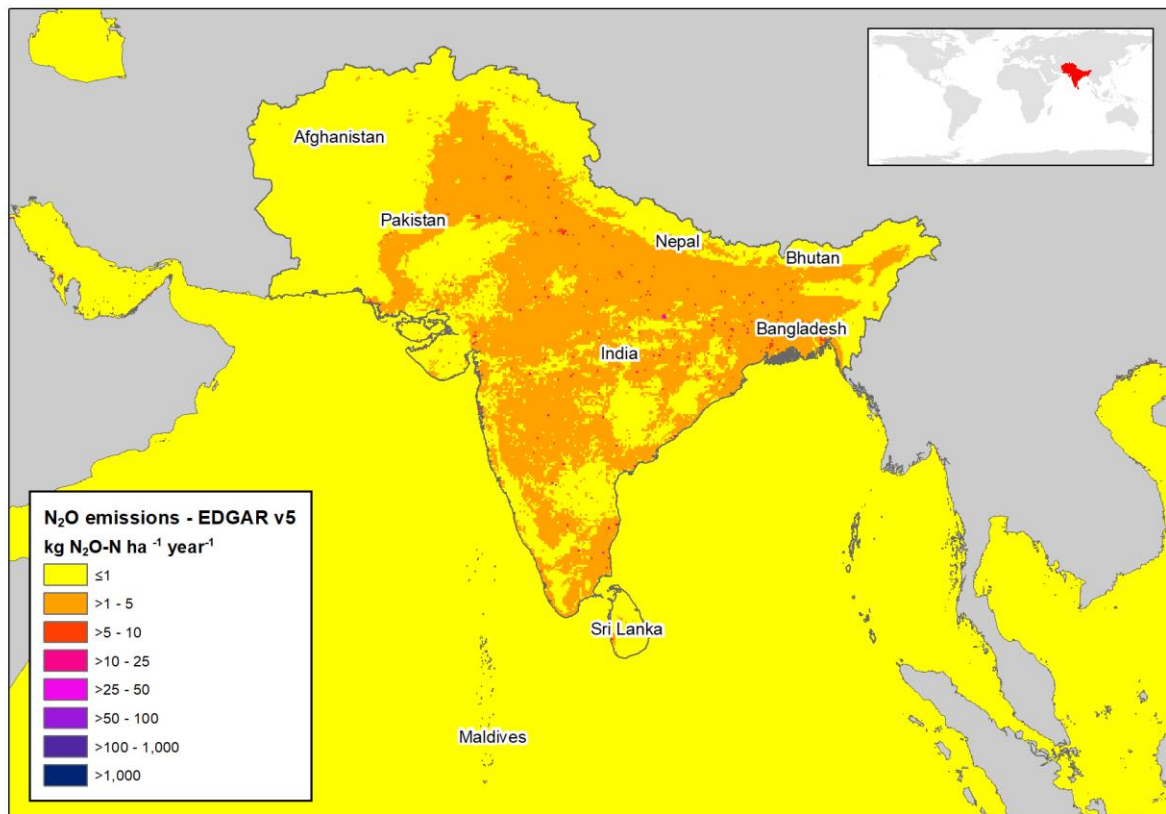 Afghanistan
Pakistan
Nepal
Bhutan
Bangladesh
India
Sri Lanka
Maldives
N₂O emissions - EDGAR v5
kg N₂O-N ha ⁻¹ year⁻¹
≤1
>1 - 5
>5 - 10
>10 - 25
>25 - 50
>50 - 100
>100 - 1,000
>1,000